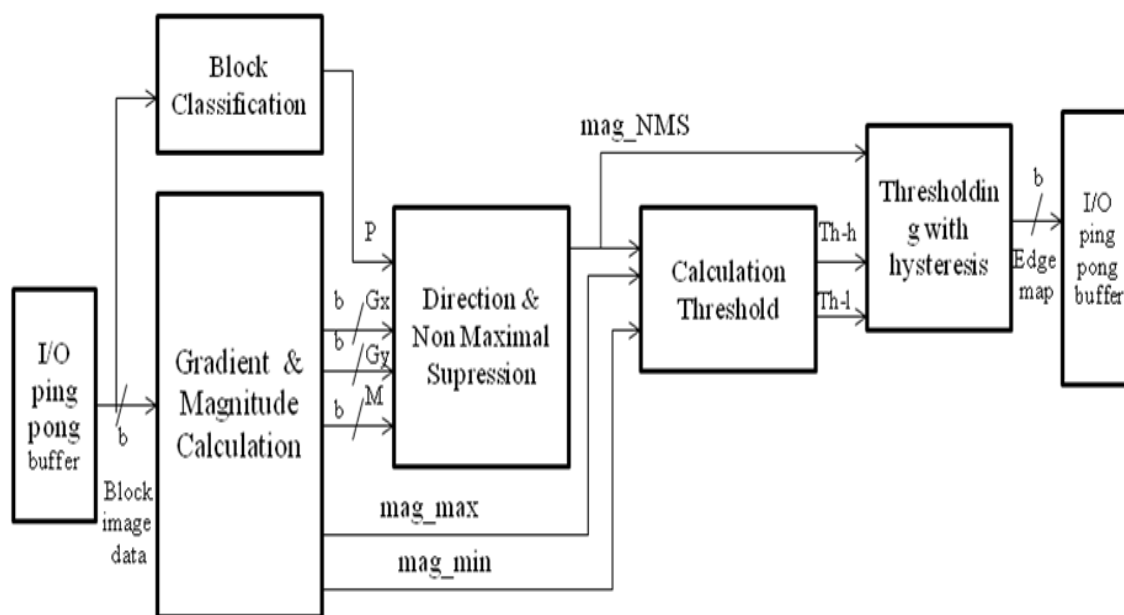 Block
Classification
mag_NMS
Thresholdin
g with
hysteresis
b
Edge
map
I/O
ping
pong
buffer
P
Th-h
Th-l
Calculation
Threshold
b
Gx
b
Gy
b
M
Direction &
Non Maximal
Supression
Gradient &
Magnitude
Calculation
I/O
ping
pong
buffer
b
Block
image
data
mag_max
mag_min